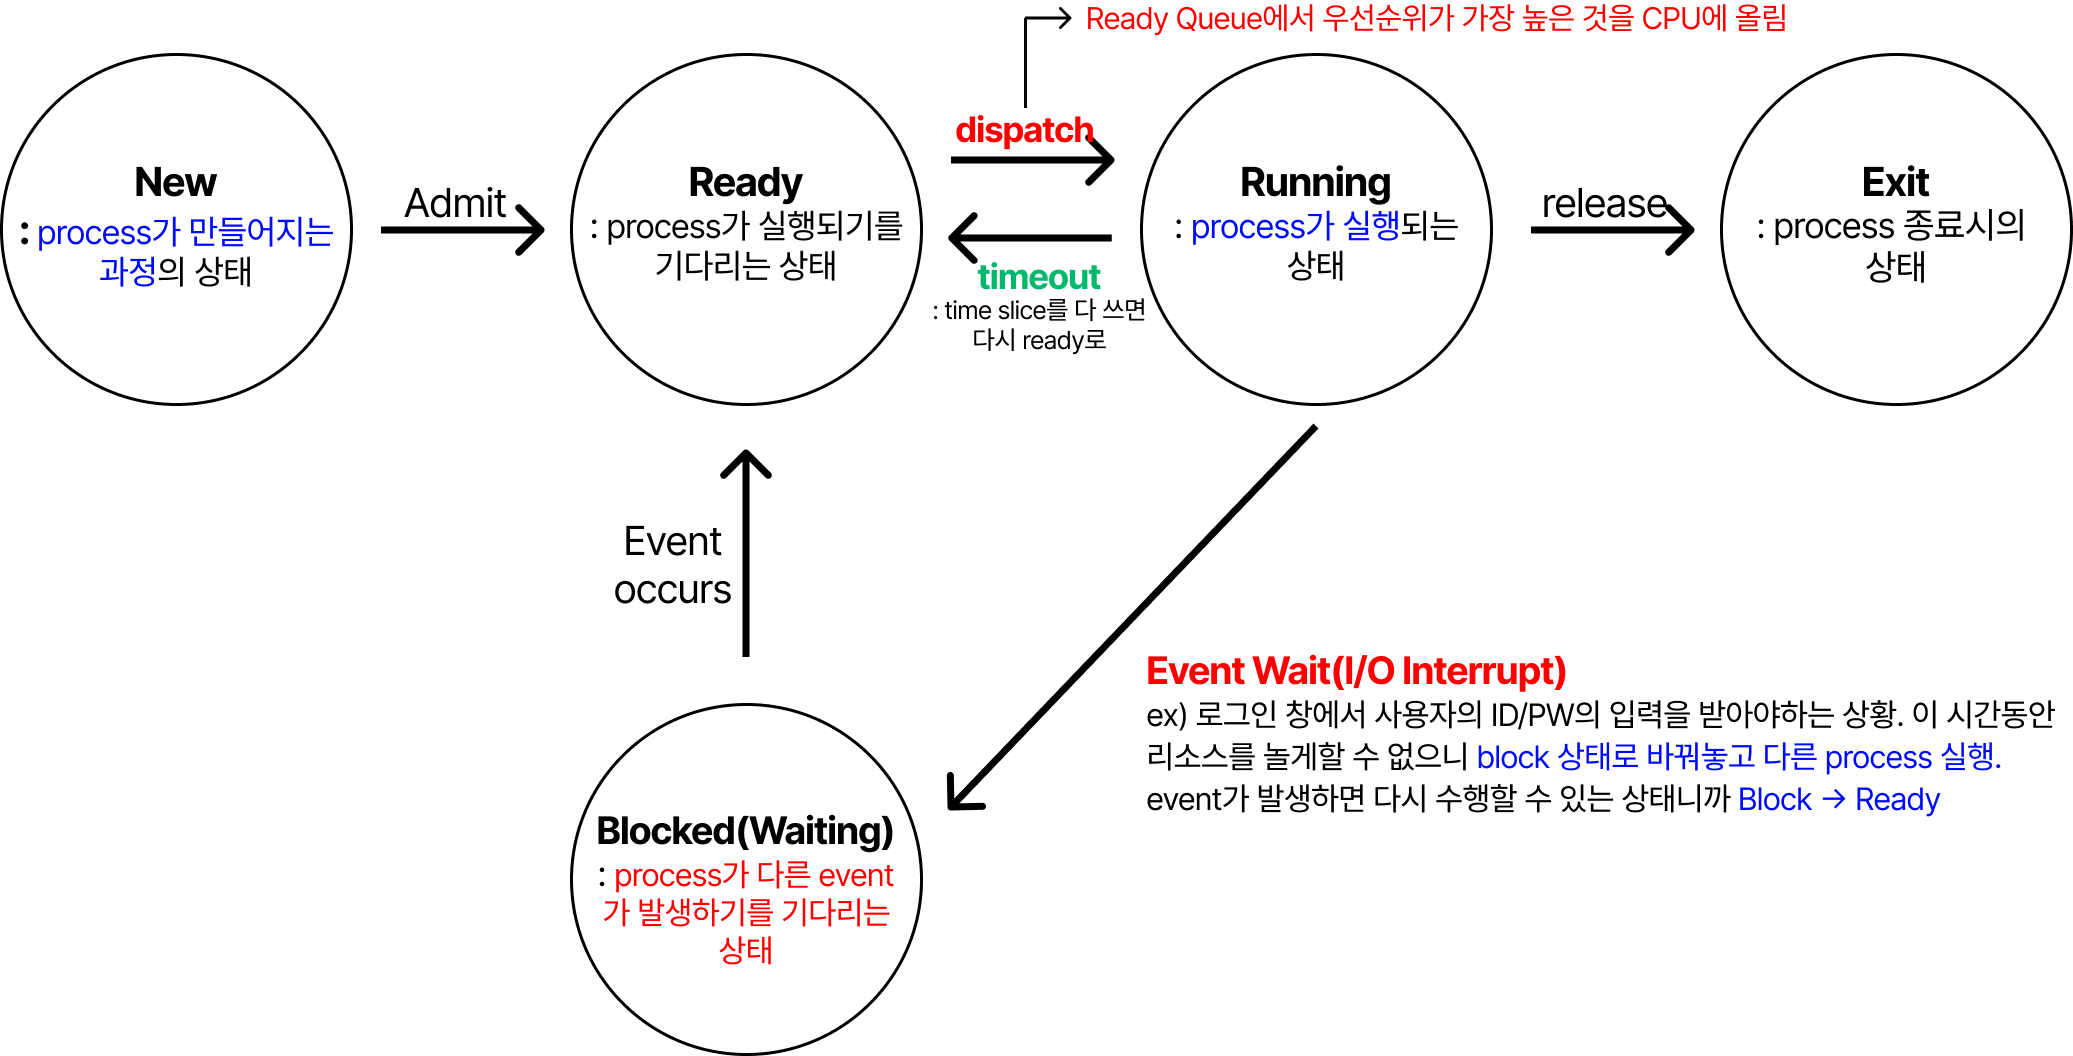 Ready Queue에서 우선순위가 가장 높은 것을 CPU에 올림
New
: process가 만들어지는
과정의 상태
Admit
Ready
: process가 실행되기를
기다리는 상태
dispatch
timeout
: time slice를 다 쓰면
다시 ready로
Running
: process가 실행되는
상태
release
Exit
: process 종료시의
상태
Event
occurs
Event Wait(I/O Interrupt)
ex) 로그인 창에서 사용자의 ID/PW의 입력을 받아야하는 상황. 이 시간동안
리소스를 놀게할 수 없으니 block 상태로 바꿔놓고 다른 process 실행.
event가 발생하면 다시 수행할 수 있는 상태니까 Block → Ready
Blocked(Waiting)
: process가 다른 event
가 발생하기를 기다리는
상태